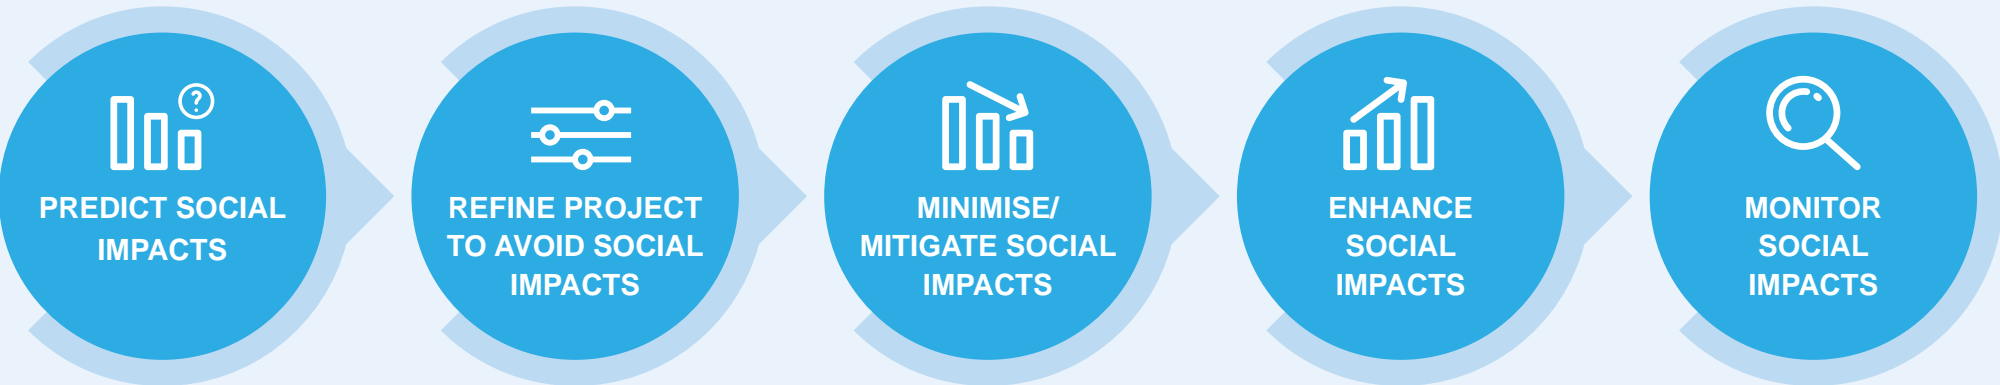 PREDICT SOCIAL
IMPACTS
REFINE PROJECT
TO AVOID SOCIAL
IMPACTS
MINIMISE/
MITIGATE SOCIAL
IMPACTS
ENHANCE
SOCIAL
IMPACTS
MONITOR
SOCIAL
IMPACTS